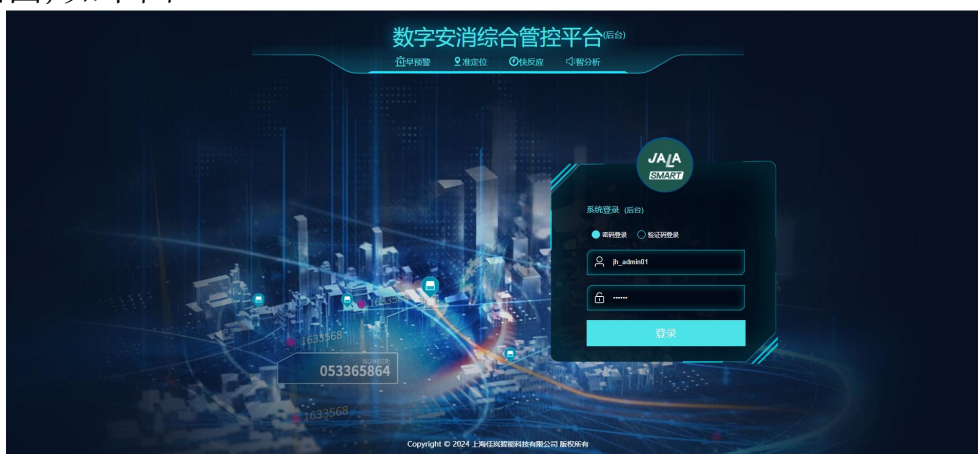 数字安消综合管控平台(后台)
早预警 准定位 快反应 智分析
JALA
SMART
系统登录 (后台)
密码登录 验证码登录
jh_admin01
······
登录
1633568
NUMBER
053365864
1633568
Copyright © 2024 上海佳岚智能科技有限公司 版权所有